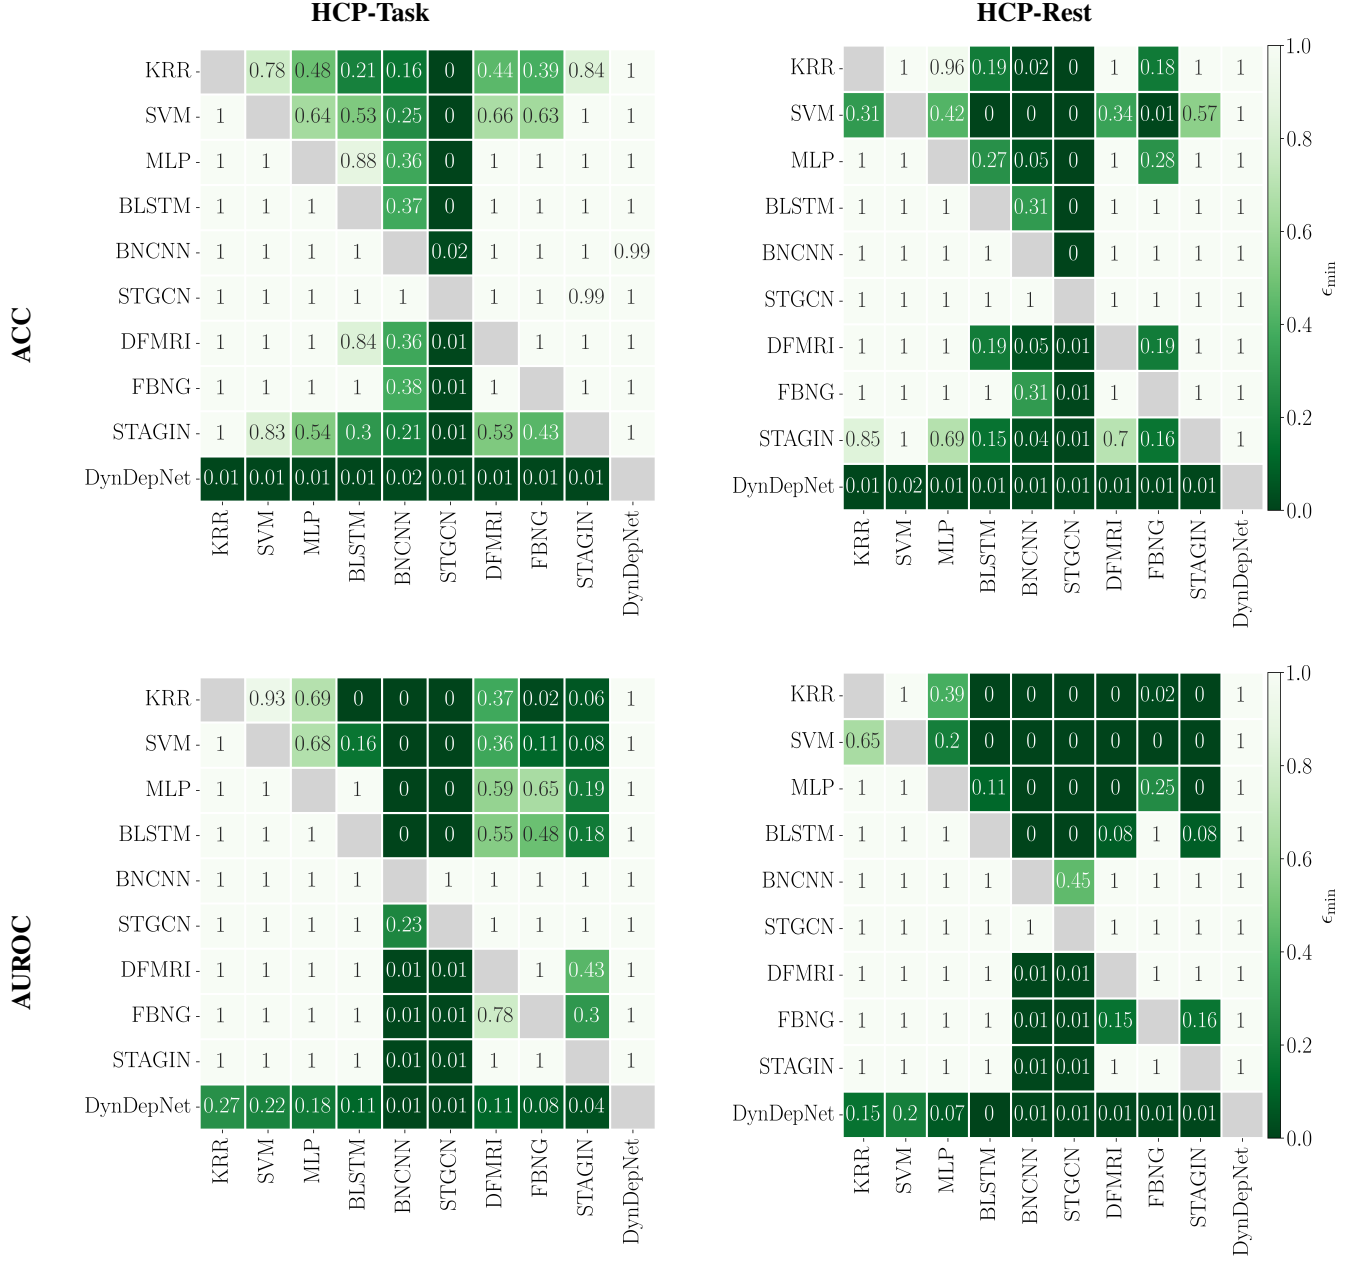 HCP-Task
HCP-Rest
ACC
KRR 0.78 0.48 0.21 0.16 0 0.44 0.39 0.84 1
SVM 1 0.64 0.53 0.25 0 0.66 0.63 1 1
MLP 1 1 0.88 0.36 0 1 1 1 1
BLSTM 1 1 1 0.37 0 1 1 1 1
BNCNN 1 1 1 1 0.02 1 1 1 0.99
STGCN 1 1 1 1 1 1 1 0.99 1
DFMRI 1 1 1 0.84 0.36 0.01 1 1 1
FBNG 1 1 1 1 0.38 0.01 1 1 1
STAGIN 1 0.83 0.54 0.3 0.21 0.01 0.53 0.43 1
DynDepNet 0.01 0.01 0.01 0.01 0.02 0.01 0.01 0.01 0.01
KRR SVM MLP BLSTM BNCNN STGCN DFMRI FBNG STAGIN DynDepNet
KRR 1 0.96 0.19 0.02 0 1 0.18 1 1
SVM 0.31 0.42 0 0 0 0.34 0.01 0.57 1
MLP 1 1 0.27 0.05 0 1 0.28 1 1
BLSTM 1 1 1 0.31 0 1 1 1 1
BNCNN 1 1 1 1 0 1 1 1 1
STGCN 1 1 1 1 1 1 1 1 1
DFMRI 1 1 1 0.19 0.05 0.01 0.19 1 1
FBNG 1 1 1 1 0.31 0.01 1 1 1
STAGIN 0.85 1 0.69 0.15 0.04 0.01 0.7 0.16 1
DynDepNet 0.01 0.02 0.01 0.01 0.01 0.01 0.01 0.01 0.01
KRR SVM MLP BLSTM BNCNN STGCN DFMRI FBNG STAGIN DynDepNet
1.0
0.8
0.6
0.4
0.2
0.0
ϵmin
AUROC
KRR 0.93 0.69 0 0 0 0.37 0.02 0.06 1
SVM 1 0.68 0.16 0 0 0.36 0.11 0.08 1
MLP 1 1 1 0 0 0.59 0.65 0.19 1
BLSTM 1 1 1 0 0 0.55 0.48 0.18 1
BNCNN 1 1 1 1 1 1 1 1 1
STGCN 1 1 1 1 0.23 1 1 1 1
DFMRI 1 1 1 1 0.01 0.01 1 0.43 1
FBNG 1 1 1 1 0.01 0.01 0.78 0.3 1
STAGIN 1 1 1 1 0.01 0.01 1 1 1
DynDepNet 0.27 0.22 0.18 0.11 0.01 0.01 0.11 0.08 0.04
KRR SVM MLP BLSTM BNCNN STGCN DFMRI FBNG STAGIN DynDepNet
KRR 1 0.39 0 0 0 0 0.02 0 1
SVM 0.65 0.2 0 0 0 0 0 0 1
MLP 1 1 0.11 0 0 0 0.25 0 1
BLSTM 1 1 1 0 0 0.08 1 0.08 1
BNCNN 1 1 1 1 0.45 1 1 1 1
STGCN 1 1 1 1 1 1 1 1 1
DFMRI 1 1 1 1 0.01 0.01 1 1 1
FBNG 1 1 1 1 0.01 0.01 0.15 0.16 1
STAGIN 1 1 1 1 0.01 0.01 1 1 1
DynDepNet 0.15 0.2 0.07 0 0.01 0.01 0.01 0.01 0.01
KRR SVM MLP BLSTM BNCNN STGCN DFMRI FBNG STAGIN DynDepNet
1.0
0.8
0.6
0.4
0.2
0.0
ϵmin